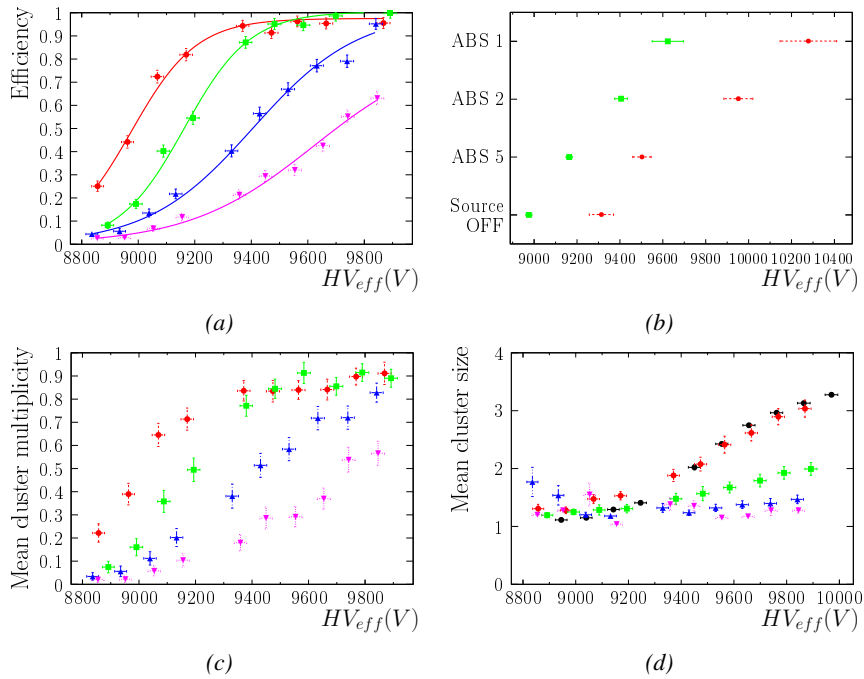 Efficiency
1
0.9
0.8
0.7
0.6
0.5
0.4
0.3
0.2
0.1
0
8800 9000 9200 9400 9600 9800
HV_eff(V)
(a)
ABS 1
ABS 2
ABS 5
Source
OFF
9000 9200 9400 9600 9800 10000 10200 10400
HV_eff(V)
(b)
Mean cluster multiplicity
1
0.9
0.8
0.7
0.6
0.5
0.4
0.3
0.2
0.1
0
8800 9000 9200 9400 9600 9800
HV_eff(V)
(c)
Mean cluster size
4
3
2
1
0
8800 9000 9200 9400 9600 9800 10000
HV_eff(V)
(d)